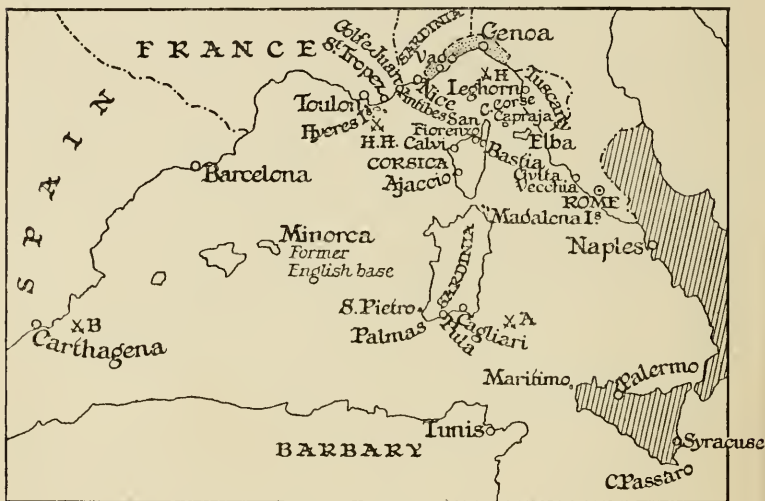 FRANCE
SPAIN
SARDINIA
Genoa
Golfe Juan
St Tropez
Vado
Nice
Antibes
Toulon
Hyeres Is
H.H.
H
Leghorn
Tuscany
C. Corse
Capraja
Elba
San
Fiorenzo
Calvi
Bastia
CORSICA
Ajaccio
Civita
Vecchia
ROME
Barcelona
Madalena Is
Naples
Minorca
Former
English base
SARDINIA
S. Pietro
Palmas
Pula
Cagliari
A
B
Carthagena
Maritimo
Palermo
Tunis
BARBARY
Syracuse
C. Passaro